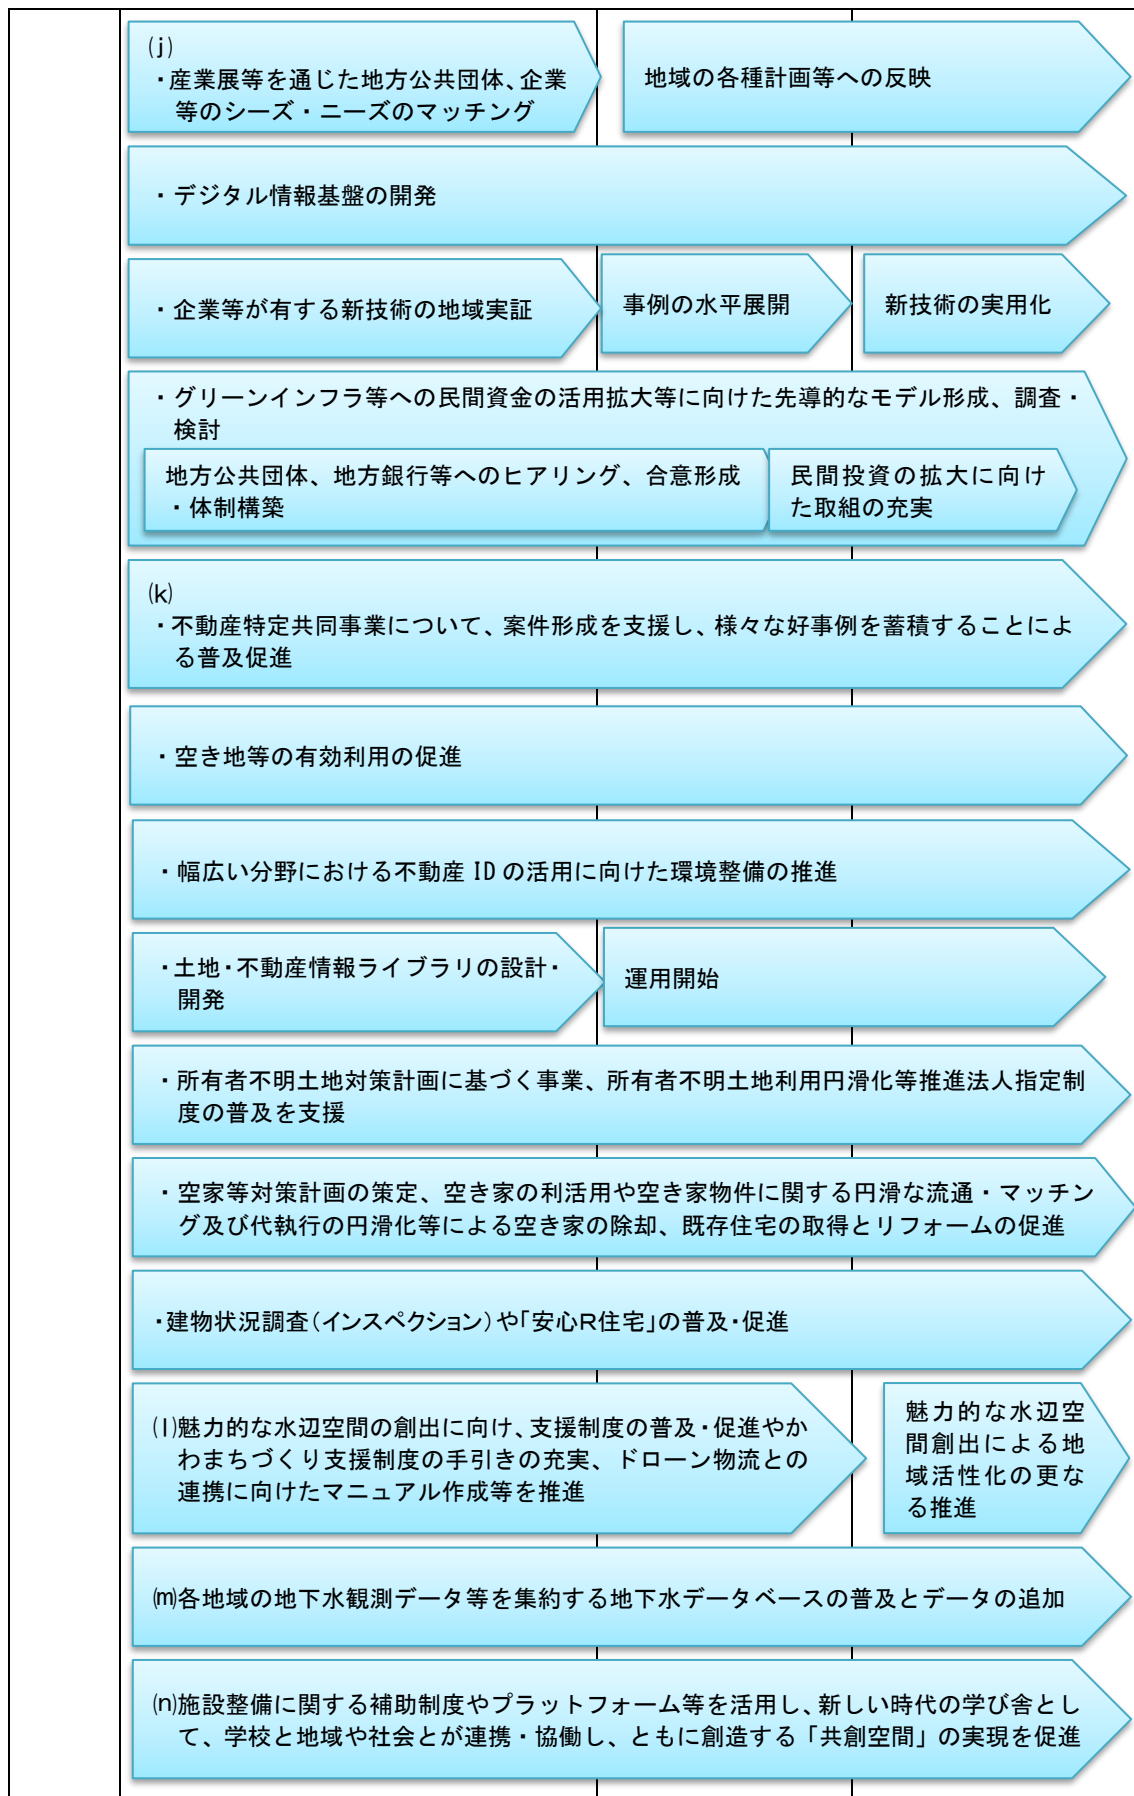 (j)
・産業展等を通じた地方公共団体、企業
等のシーズ・ニーズのマッチング
地域の各種計画等への反映
・デジタル情報基盤の開発
・企業等が有する新技術の地域実証
事例の水平展開
新技術の実用化
・グリーンインフラ等への民間資金の活用拡大等に向けた先導的なモデル形成、調査・
検討
地方公共団体、地方銀行等へのヒアリング、合意形成
・体制構築
民間投資の拡大に向け
た取組の充実
(k)
・不動産特定共同事業について、案件形成を支援し、様々な好事例を蓄積することによ
る普及促進
・空き地等の有効利用の促進
・幅広い分野における不動産 ID の活用に向けた環境整備の推進
・土地・不動産情報ライブラリの設計・
開発
運用開始
・所有者不明土地対策計画に基づく事業、所有者不明土地利用円滑化等推進法人指定制
度の普及を支援
・空家等対策計画の策定、空き家の利活用や空き家物件に関する円滑な流通・マッチン
グ及び代執行の円滑化等による空き家の除却、既存住宅の取得とリフォームの促進
・建物状況調査（インスペクション）や「安心R住宅」の普及・促進
(l)魅力的な水辺空間の創出に向け、支援制度の普及・促進やか
わまちづくり支援制度の手引きの充実、ドローン物流との
連携に向けたマニュアル作成等を推進
魅力的な水辺空
間創出による地
域活性化の更な
る推進
(m)各地域の地下水観測データ等を集約する地下水データベースの普及とデータの追加
(n)施設整備に関する補助制度やプラットフォーム等を活用し、新しい時代の学び舎とし
て、学校と地域や社会とが連携・協働し、ともに創造する「共創空間」の実現を促進